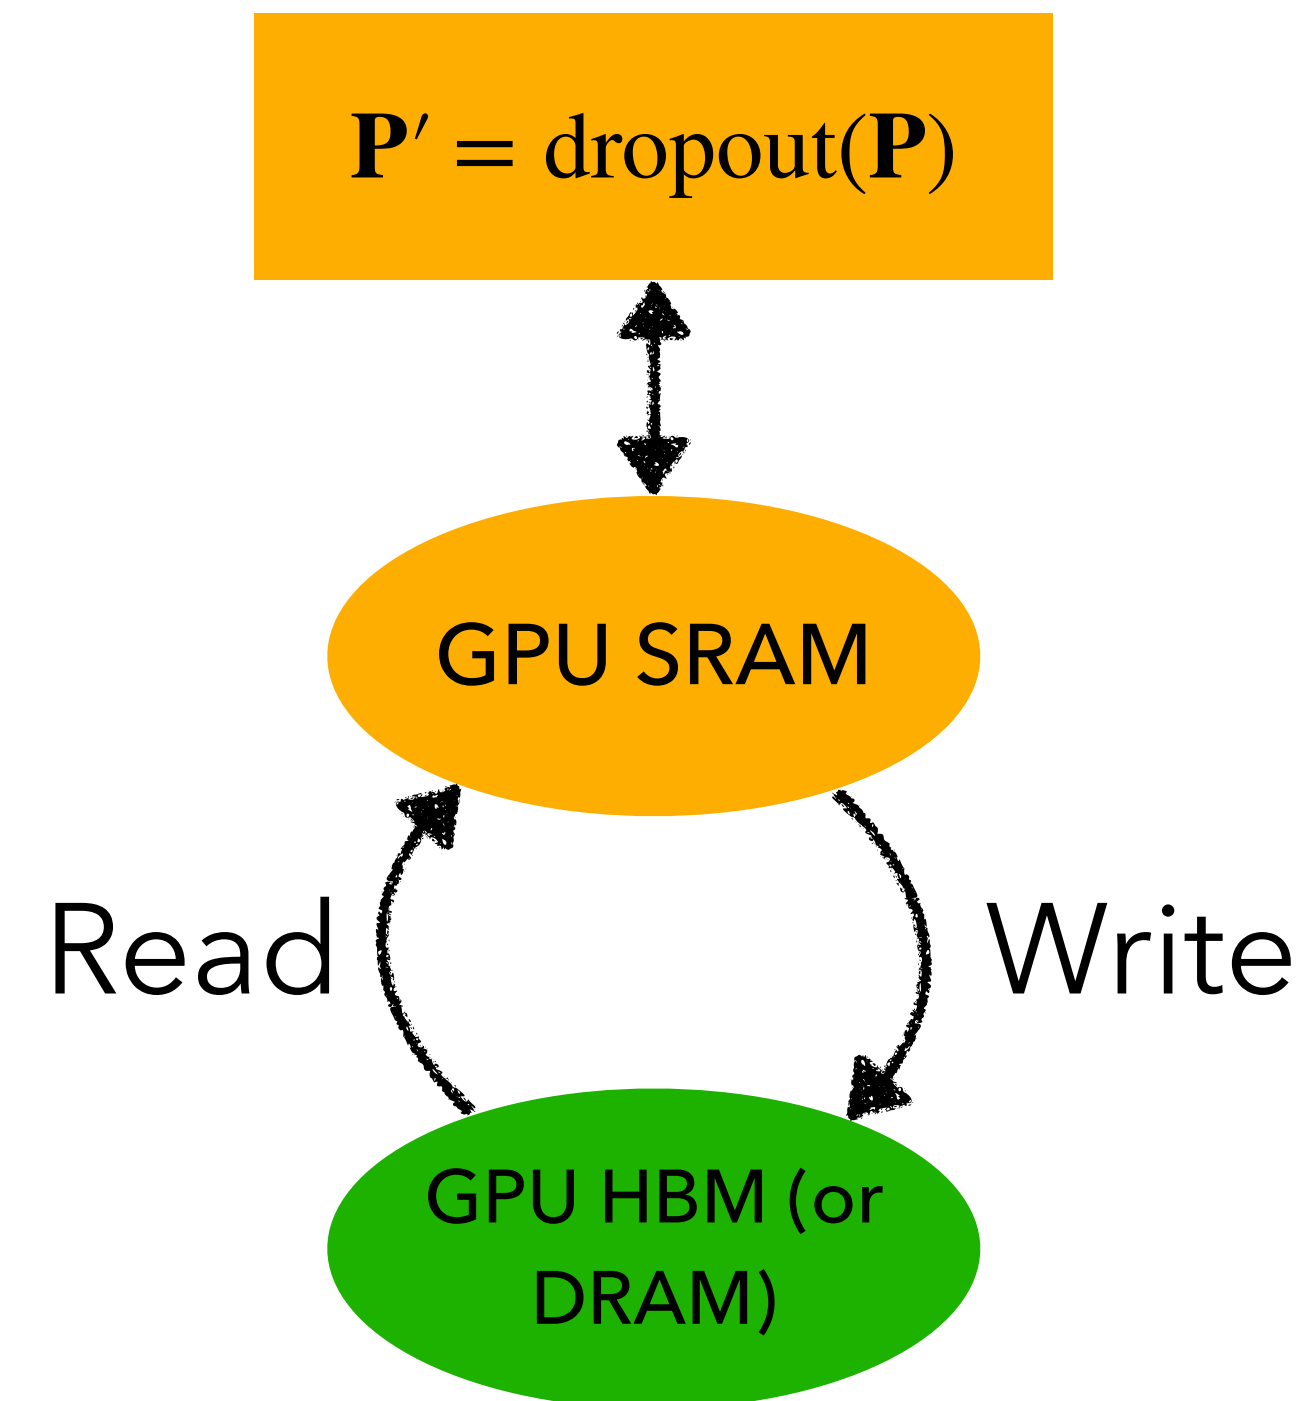 P′ = dropout(P)
GPU SRAM
Read
Write
GPU HBM (or
DRAM)